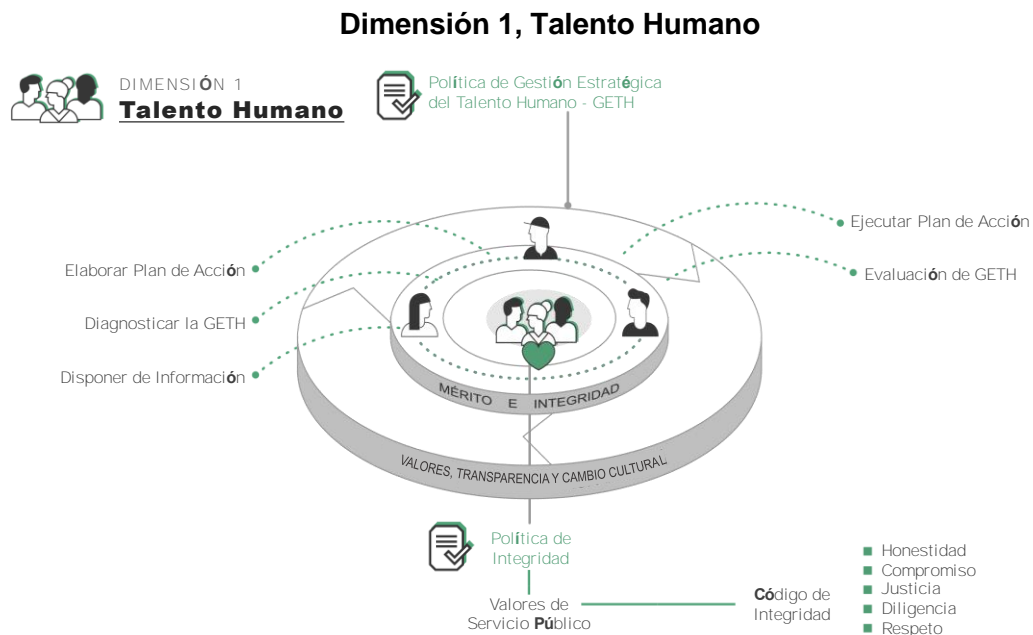 Dimensión 1, Talento Humano
DIMENSIÓN 1
Talento Humano
Política de Gestión Estratégica
del Talento Humano - GETH
Ejecutar Plan de Acción
Evaluación de GETH
Elaborar Plan de Acción
Diagnosticar la GETH
Disponer de Información
MÉRITO E INTEGRIDAD
VALORES, TRANSPARENCIA Y CAMBIO CULTURAL
Política de
Integridad
Valores de
Servicio Público
Código de
Integridad
Honestidad
Compromiso
Justicia
Diligencia
Respeto